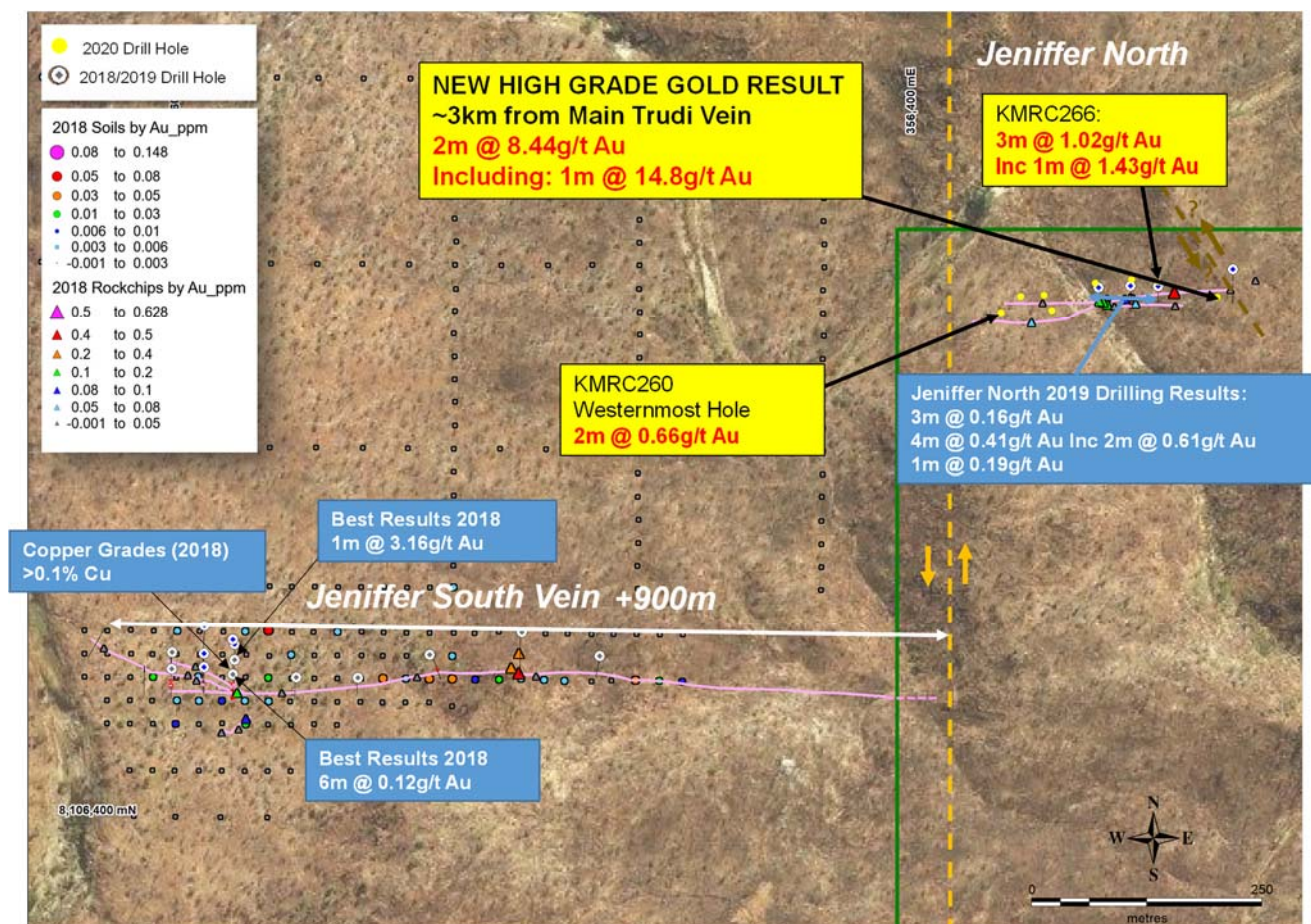 2020 Drill Hole
2018/2019 Drill Hole
2018 Soils by Au_ppm
0.08 to 0.148
0.05 to 0.08
0.03 to 0.05
0.01 to 0.03
0.006 to 0.01
0.003 to 0.006
-0.001 to 0.003
2018 Rockchips by Au_ppm
0.5 to 0.628
0.4 to 0.5
0.2 to 0.4
0.1 to 0.2
0.08 to 0.1
0.05 to 0.08
-0.001 to 0.05
NEW HIGH GRADE GOLD RESULT
~3km from Main Trudi Vein
2m @ 8.44g/t Au
Including: 1m @ 14.8g/t Au
356,400 mE
Jeniffer North
KMRC266:
3m @ 1.02g/t Au
Inc 1m @ 1.43g/t Au
?
KMRC260
Westernmost Hole
2m @ 0.66g/t Au
Jeniffer North 2019 Drilling Results:
3m @ 0.16g/t Au
4m @ 0.41g/t Au Inc 2m @ 0.61g/t Au
1m @ 0.19g/t Au
Best Results 2018
1m @ 3.16g/t Au
Copper Grades (2018)
>0.1% Cu
Jeniffer South Vein +900m
Best Results 2018
6m @ 0.12g/t Au
8,106,400 mN
N
W E
S
0 250
metres